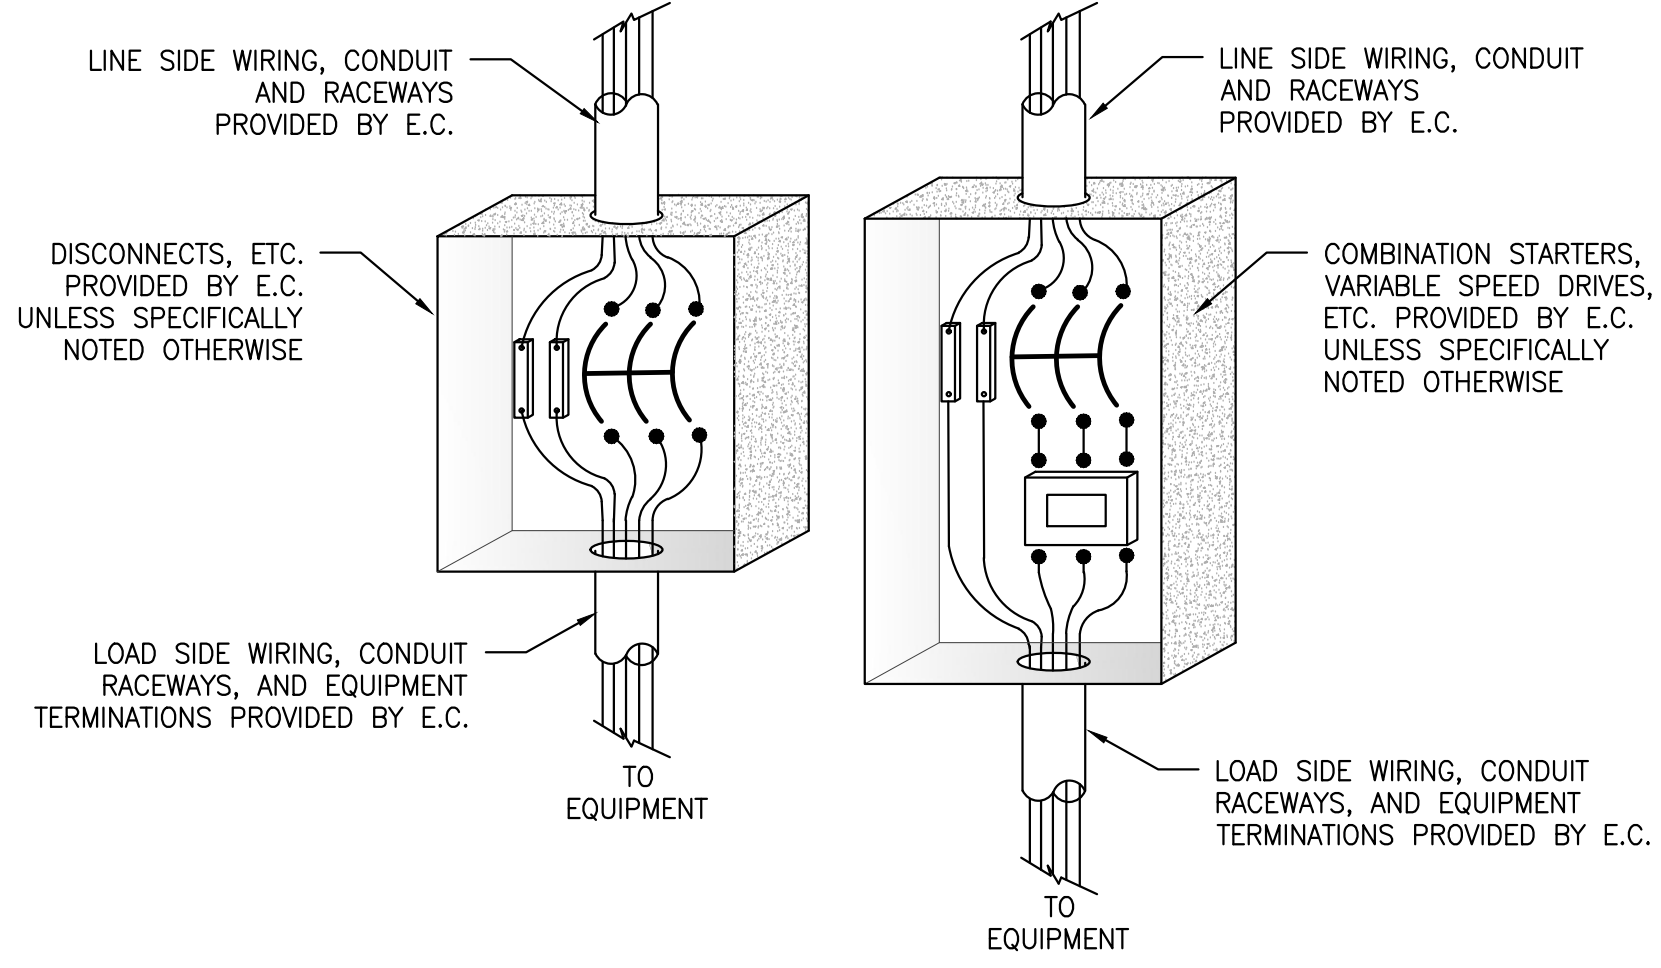 LINE SIDE WIRING, CONDUIT
AND RACEWAYS
PROVIDED BY E.C.
DISCONNECTS, ETC.
PROVIDED BY E.C.
UNLESS SPECIFICALLY
NOTED OTHERWISE
LOAD SIDE WIRING, CONDUIT
RACEWAYS, AND EQUIPMENT
TERMINATIONS PROVIDED BY E.C.
TO
EQUIPMENT
LINE SIDE WIRING, CONDUIT
AND RACEWAYS
PROVIDED BY E.C.
COMBINATION STARTERS,
VARIABLE SPEED DRIVES,
ETC. PROVIDED BY E.C.
UNLESS SPECIFICALLY
NOTED OTHERWISE
LOAD SIDE WIRING, CONDUIT
RACEWAYS, AND EQUIPMENT
TERMINATIONS PROVIDED BY E.C.
TO
EQUIPMENT